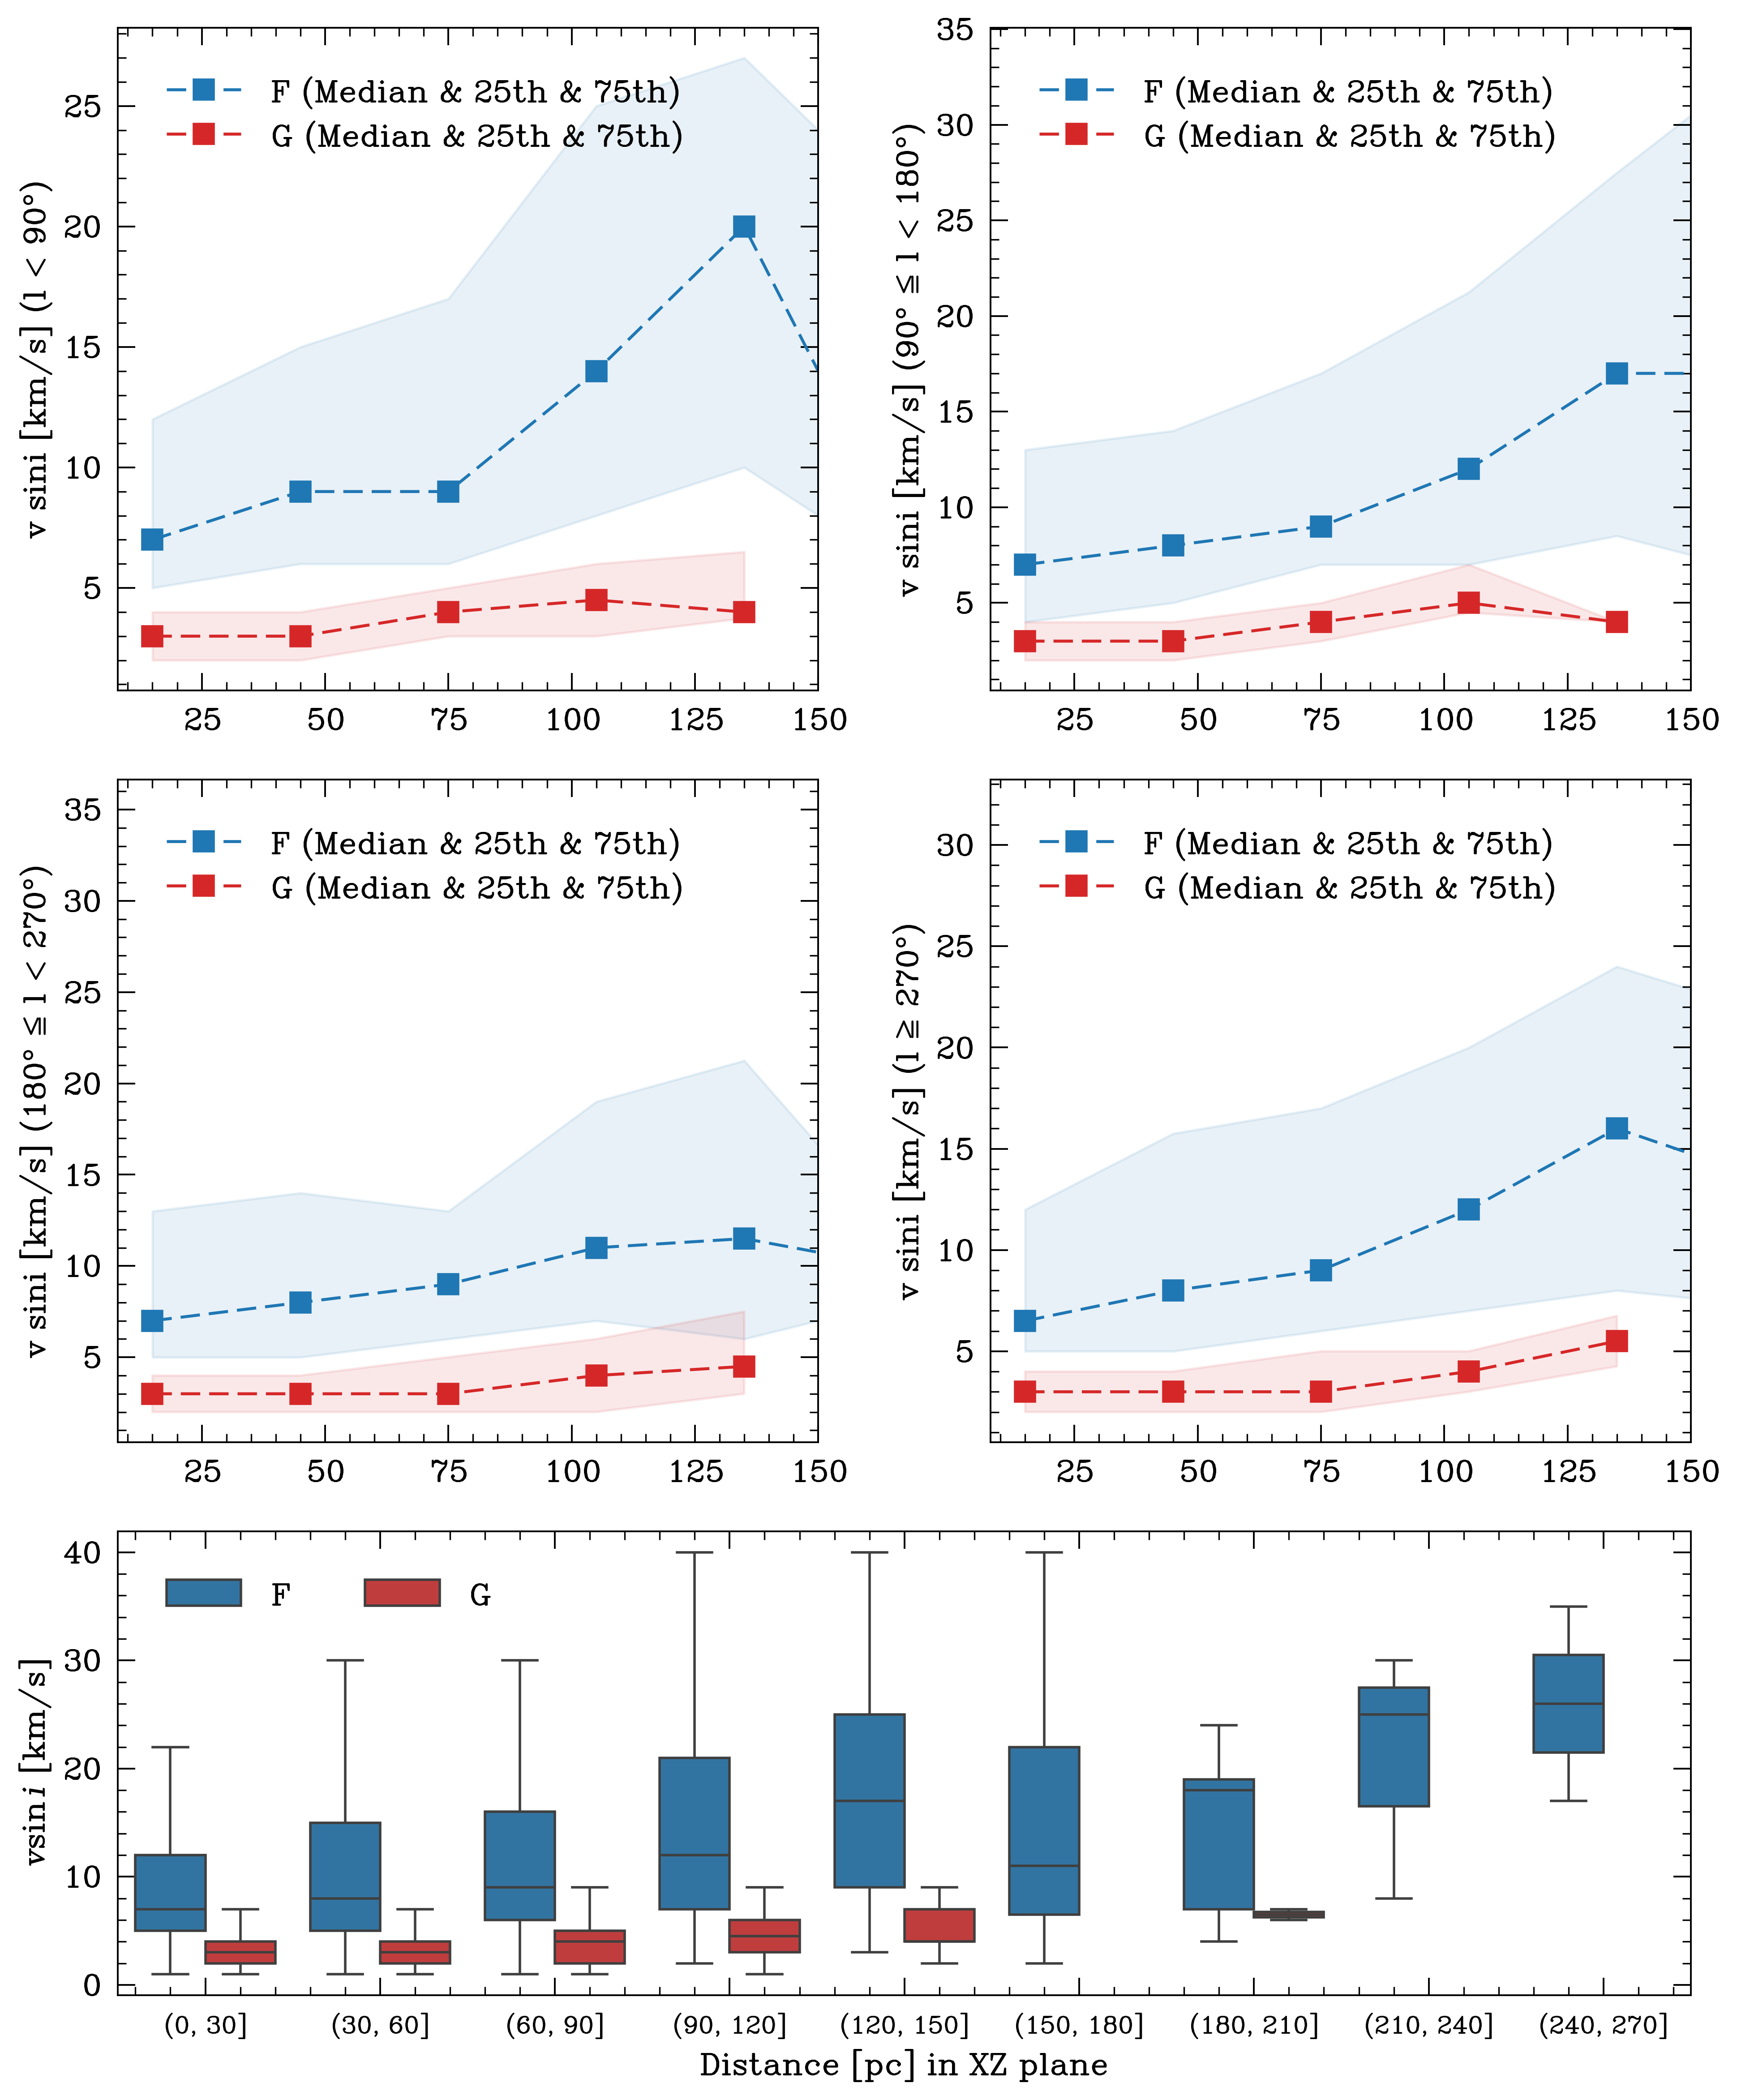 v sini [km/s] (l < 90°)
25
20
15
10
5
F (Median & 25th & 75th)
G (Median & 25th & 75th)
25 50 75 100 125 150
v sini [km/s] (90° ≤ l < 180°)
35
30
25
20
15
10
5
F (Median & 25th & 75th)
G (Median & 25th & 75th)
25 50 75 100 125 150
v sini [km/s] (180° ≤ l < 270°)
35
30
25
20
15
10
5
F (Median & 25th & 75th)
G (Median & 25th & 75th)
25 50 75 100 125 150
v sini [km/s] (l ≥ 270°)
30
25
20
15
10
5
F (Median & 25th & 75th)
G (Median & 25th & 75th)
25 50 75 100 125 150
vsini [km/s]
40
30
20
10
0
F G
(0, 30] (30, 60] (60, 90] (90, 120] (120, 150] (150, 180] (180, 210] (210, 240] (240, 270]
Distance [pc] in XZ plane